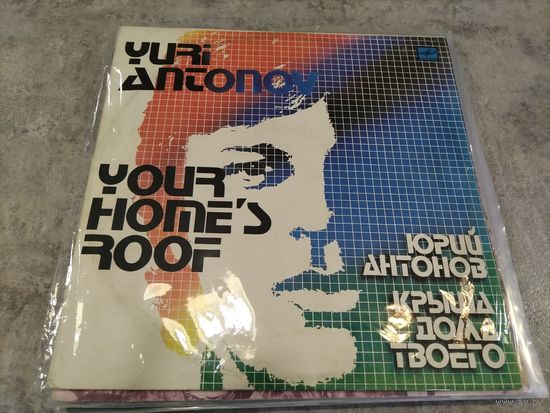 YURI
ANTONOV
YOUR
HOME'S
ROOF
ЮРИЙ
АНТОНОВ
КРЫША
ДОМА
ТВОЕГО